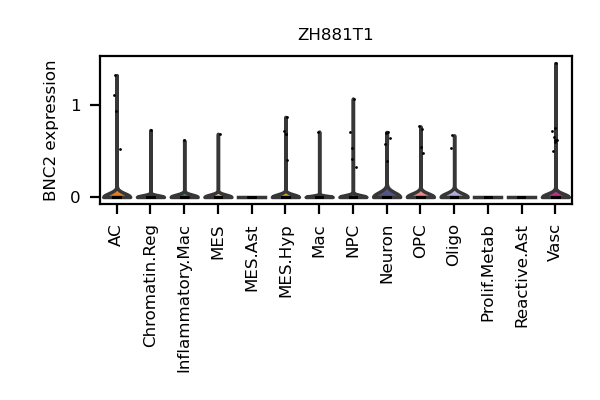 ZH881T1
BNC2 expression
1
0
AC
Chromatin.Reg
Inflammatory.Mac
MES
MES.Ast
MES.Hyp
Mac
NPC
Neuron
OPC
Oligo
Prolif.Metab
Reactive.Ast
Vasc